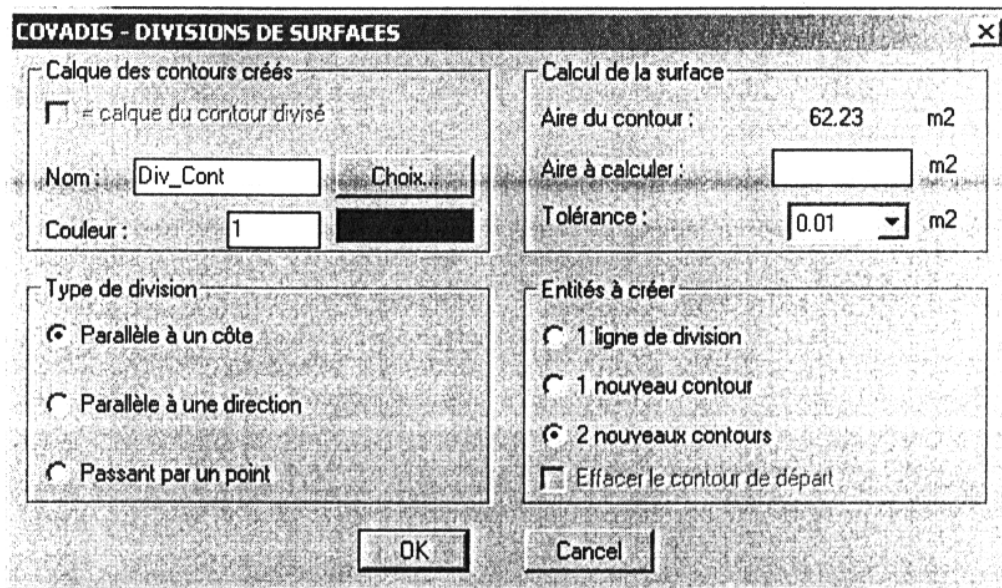 COVADIS - DIVISIONS DE SURFACES
Calque des contours créés
= calque du contour divisé
Nom : Div_Cont Choix...
Couleur : 1
Calcul de la surface
Aire du contour : 62.23 m2
Aire à calculer : m2
Tolérance : 0.01 m2
Type de division
Parallèle à un côte
Parallèle à une direction
Passant par un point
Entités à créer
1 ligne de division
1 nouveau contour
2 nouveaux contours
Effacer le contour de départ
OK Cancel